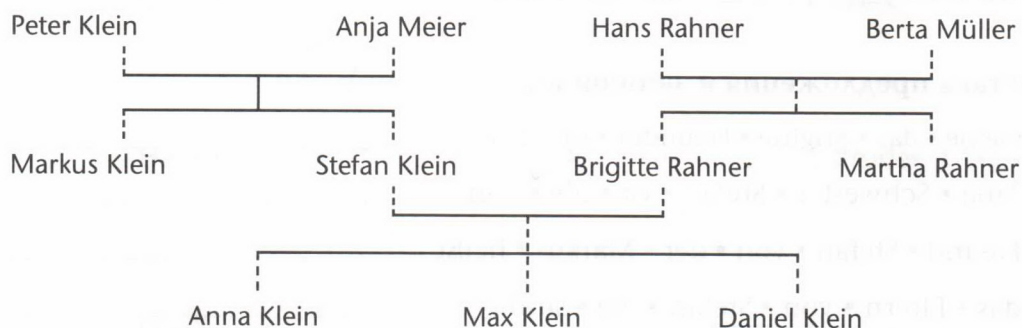 Peter Klein Anja Meier Hans Rahner Berta Müller
Markus Klein Stefan Klein Brigitte Rahner Martha Rahner
Anna Klein Max Klein Daniel Klein